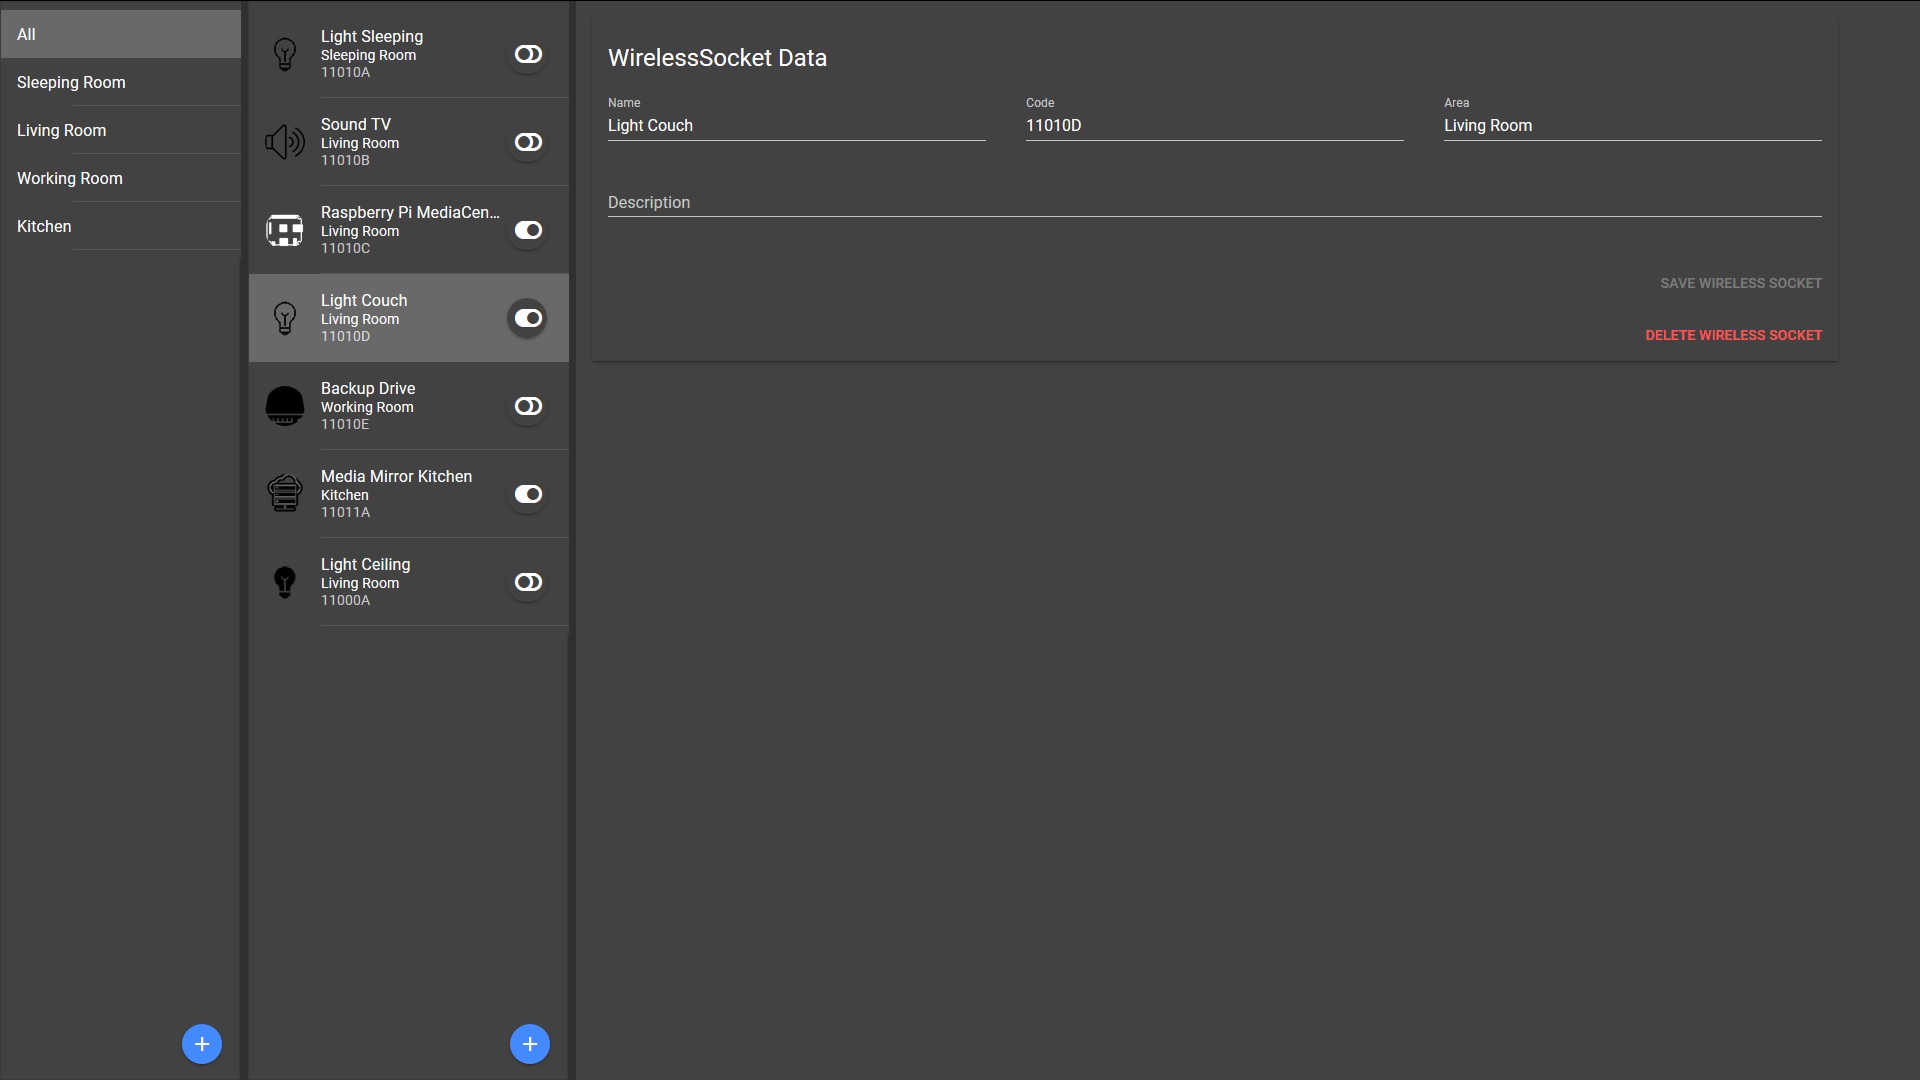 All
Sleeping Room
Living Room
Working Room
Kitchen
Light Sleeping
Sleeping Room
11010A
Sound TV
Living Room
11010B
Raspberry Pi MediaCen...
Living Room
11010C
Light Couch
Living Room
11010D
Backup Drive
Working Room
11010E
Media Mirror Kitchen
Kitchen
11011A
Light Ceiling
Living Room
11000A
WirelessSocket Data
Name
Light Couch
Code
11010D
Area
Living Room
Description
SAVE WIRELESS SOCKET
DELETE WIRELESS SOCKET